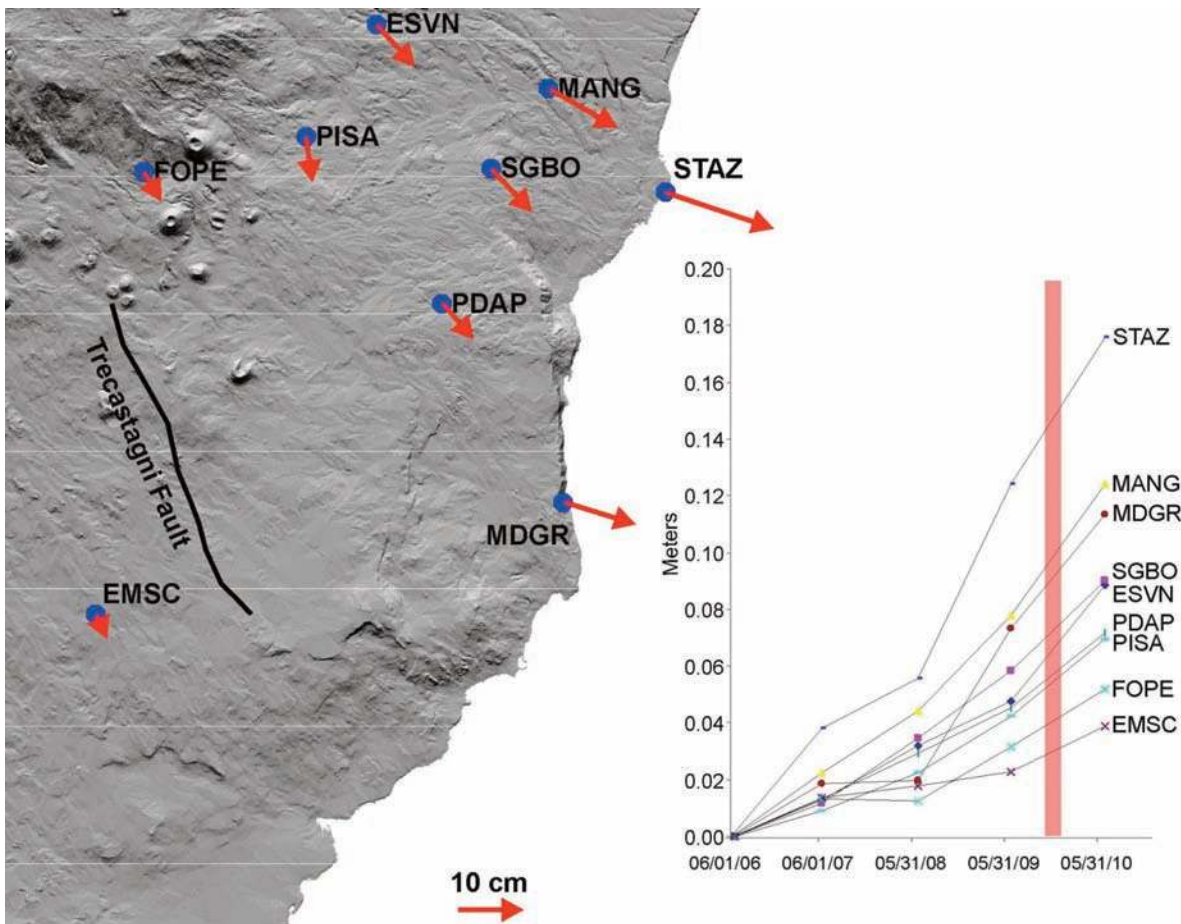 ESVN
MANG
PISA
FOPE
SGBO
STAZ
PDAP
Trecastagni Fault
MDGR
EMSC
10 cm
0.20
0.18
0.16
0.14
0.12
0.10
0.08
0.06
0.04
0.02
0.00
Meters
06/01/06 06/01/07 05/31/08 05/31/09 05/31/10
STAZ
MANG
MDGR
SGBO
ESVN
PDAP
PISA
FOPE
EMSC